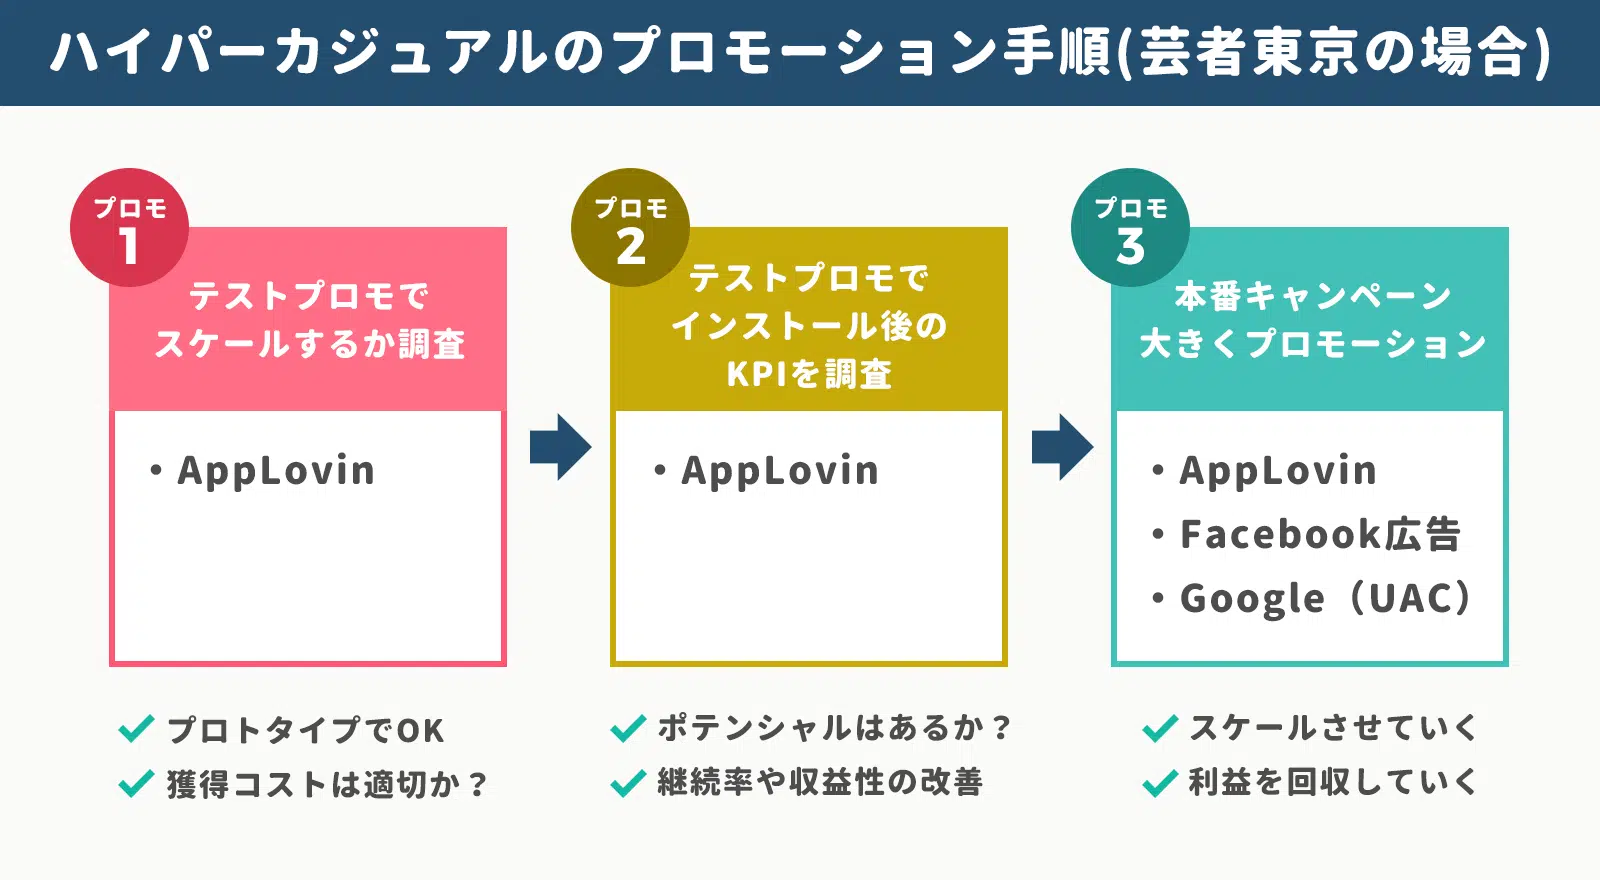 ハイパーカジュアルのプロモーション手順(芸者東京の場合)
プロモ
1
テストプロモで
スケールするか調査
・AppLovin
プロトタイプでOK
獲得コストは適切か？
プロモ
2
テストプロモで
インストール後の
KPIを調査
・AppLovin
ポテンシャルはあるか？
継続率や収益性の改善
プロモ
3
本番キャンペーン
大きくプロモーション
・AppLovin
・Facebook広告
・Google（UAC）
スケールさせていく
利益を回収していく